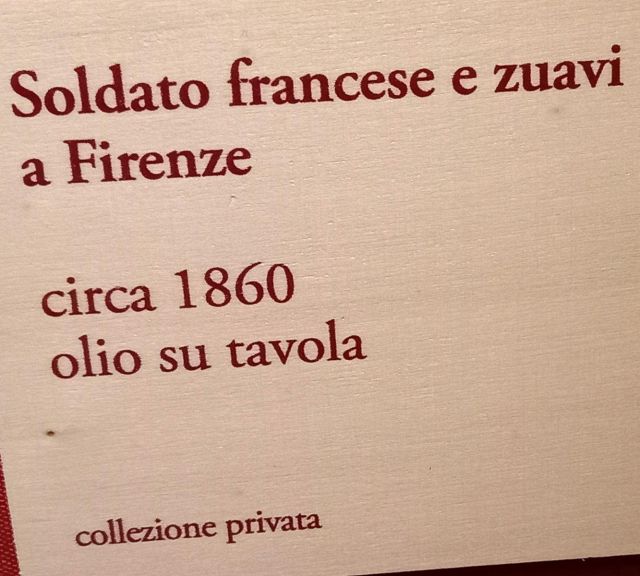 Soldato francese e zuavi
a Firenze
circa 1860
olio su tavola
collezione privata